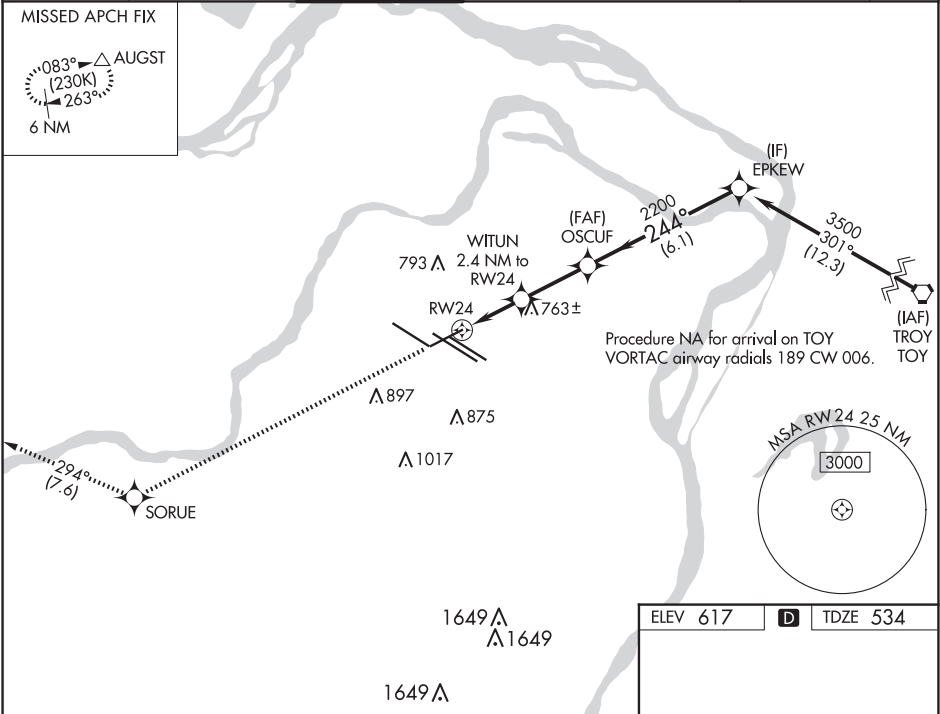 MISSED APCH FIX
083°
AUGST
(230K)
263°
6 NM
(IF)
EPKEW
2200
244°
(6.1)
3500
301°
(12.3)
(FAF)
OSCUF
WITUN
2.4 NM to
RW24
793
RW24
763±
(IAF)
TROY
TOY
Procedure NA for arrival on TOY
VORTAC airway radials 189 CW 006.
897
875
1017
MSA RW 24 25 NM
3000
294°
(7.6)
SORUE
1649
1649
1649
ELEV 617 D TDZE 534